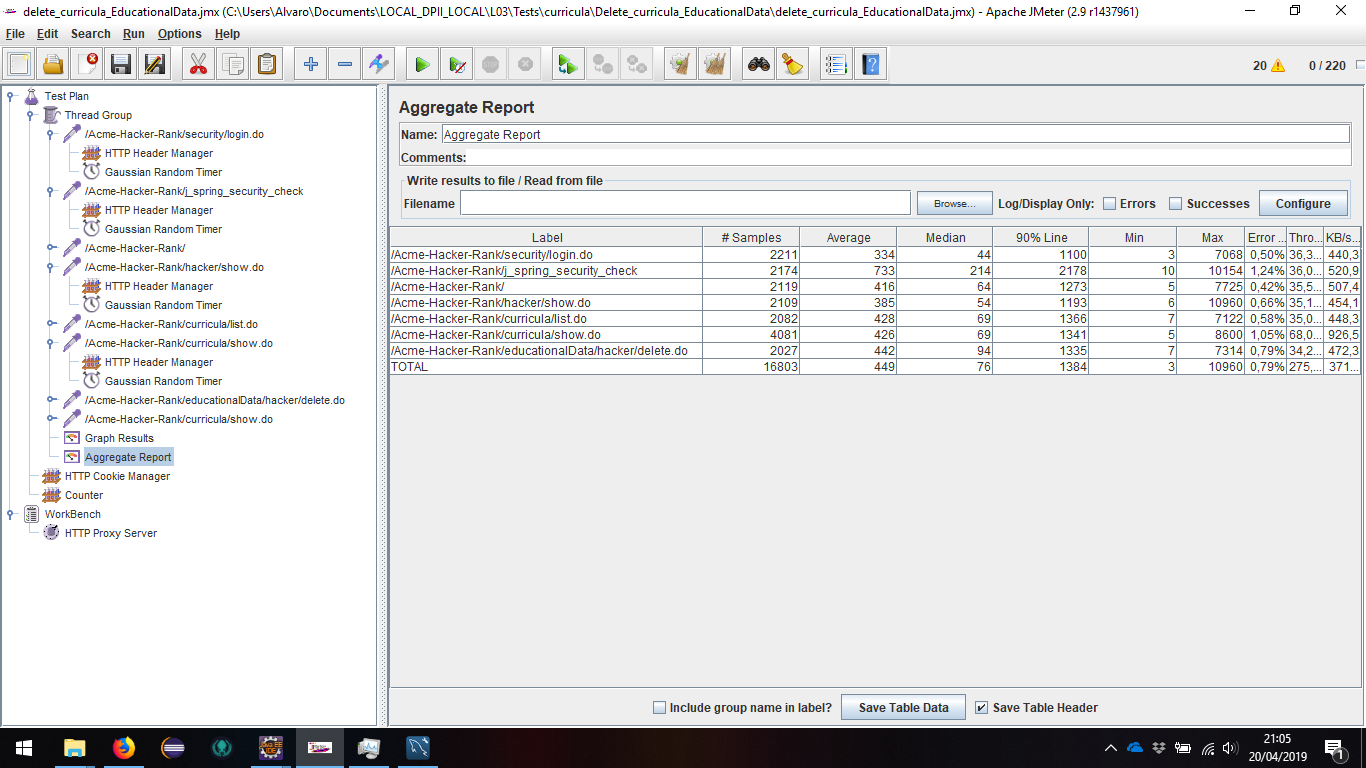 delete_curricula_EducationalData.jmx (C:\Users\Alvaro\Documents\LOCAL_DPII_LOCAL\L03\Tests\curricula\Delete_curricula_EducationalData\delete_curricula_EducationalData.jmx) - Apache JMeter (2.9 r1437961)
File Edit Search Run Options Help
20 0 / 220
Test Plan
Thread Group
/Acme-Hacker-Rank/security/login.do
HTTP Header Manager
Gaussian Random Timer
/Acme-Hacker-Rank/j_spring_security_check
HTTP Header Manager
Gaussian Random Timer
/Acme-Hacker-Rank/
/Acme-Hacker-Rank/hacker/show.do
HTTP Header Manager
Gaussian Random Timer
/Acme-Hacker-Rank/curricula/list.do
/Acme-Hacker-Rank/curricula/show.do
HTTP Header Manager
Gaussian Random Timer
/Acme-Hacker-Rank/educationalData/hacker/delete.do
/Acme-Hacker-Rank/curricula/show.do
Graph Results
Aggregate Report
HTTP Cookie Manager
Counter
WorkBench
HTTP Proxy Server
Aggregate Report
Name: Aggregate Report
Comments:
Write results to file / Read from file
Filename Browse... Log/Display Only: Errors Successes Configure
Label # Samples Average Median 90% Line Min Max Error ... Thro... KB/s...
/Acme-Hacker-Rank/security/login.do 2211 334 44 1100 3 7068 0,50% 36,3... 440,3
/Acme-Hacker-Rank/j_spring_security_check 2174 733 214 2178 10 10154 1,24% 36,0... 520,9
/Acme-Hacker-Rank/ 2119 416 64 1273 5 7725 0,42% 35,5... 507,4
/Acme-Hacker-Rank/hacker/show.do 2109 385 54 1193 6 10960 0,66% 35,1... 454,1
/Acme-Hacker-Rank/curricula/list.do 2082 428 69 1366 7 7122 0,58% 35,0... 448,3
/Acme-Hacker-Rank/curricula/show.do 4081 426 69 1341 5 8600 1,05% 68,0... 926,5
/Acme-Hacker-Rank/educationalData/hacker/delete.do 2027 442 94 1335 7 7314 0,79% 34,2... 472,3
TOTAL 16803 449 76 1384 3 10960 0,79% 275,... 371...
Include group name in label? Save Table Data Save Table Header
21:05
20/04/2019
1